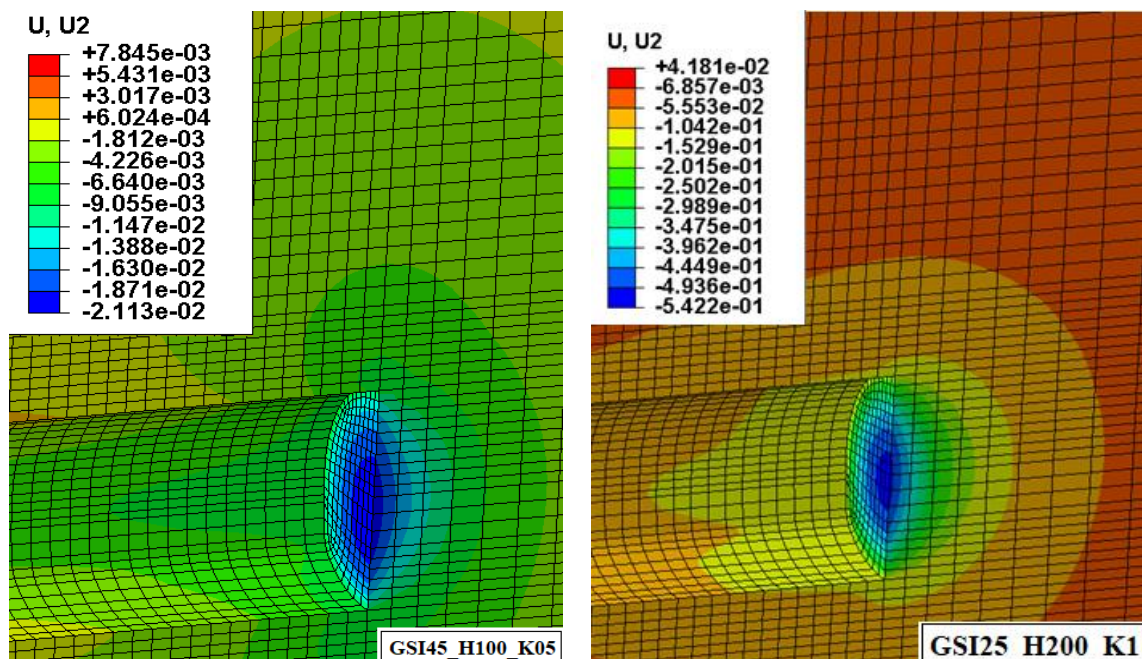 U, U2
+7.845e-03
+5.431e-03
+3.017e-03
+6.024e-04
-1.812e-03
-4.226e-03
-6.640e-03
-9.055e-03
-1.147e-02
-1.388e-02
-1.630e-02
-1.871e-02
-2.113e-02
GSI45_H100_K05
U, U2
+4.181e-02
-6.857e-03
-5.553e-02
-1.042e-01
-1.529e-01
-2.015e-01
-2.502e-01
-2.989e-01
-3.475e-01
-3.962e-01
-4.449e-01
-4.936e-01
-5.422e-01
GSI25_H200_K1